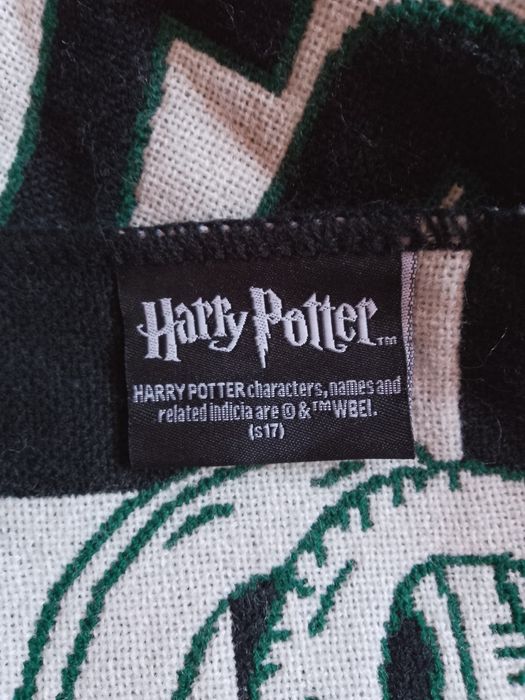 Harry Potter™
HARRY POTTER characters, names and
related indicia are © & ™ WBEI.
(s17)